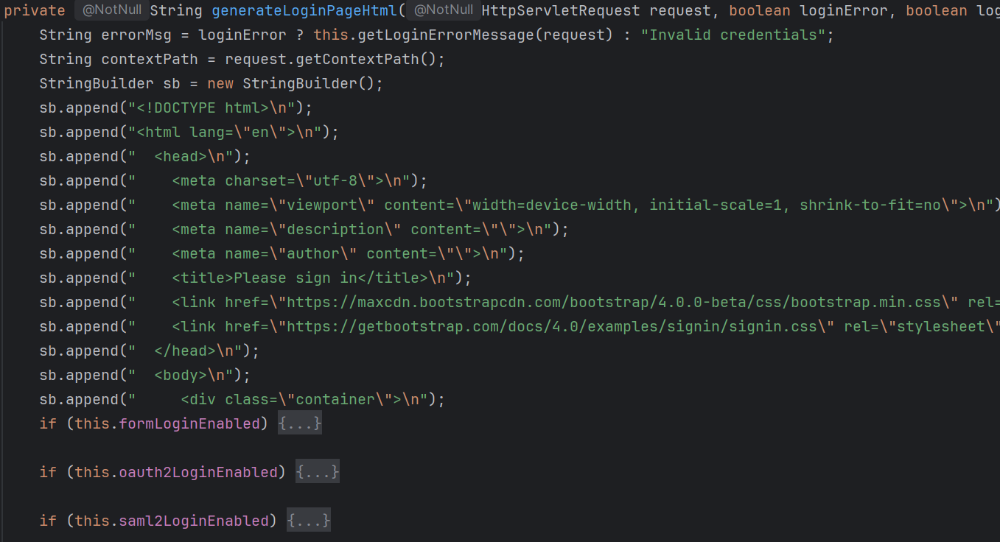 private @NotNull String generateLoginPageHtml( @NotNull HttpServletRequest request, boolean loginError, boolean log
    String errorMsg = loginError ? this.getLoginErrorMessage(request) : "Invalid credentials";
    String contextPath = request.getContextPath();
    StringBuilder sb = new StringBuilder();
    sb.append("<!DOCTYPE html>\n");
    sb.append("<html lang=\"en\">\n");
    sb.append("  <head>\n");
    sb.append("    <meta charset=\"utf-8\">\n");
    sb.append("    <meta name=\"viewport\" content=\"width=device-width, initial-scale=1, shrink-to-fit=no\">\n")
    sb.append("    <meta name=\"description\" content=\"\">\n");
    sb.append("    <meta name=\"author\" content=\"\">\n");
    sb.append("    <title>Please sign in</title>\n");
    sb.append("    <link href=\"https://maxcdn.bootstrapcdn.com/bootstrap/4.0.0-beta/css/bootstrap.min.css\" rel=
    sb.append("    <link href=\"https://getbootstrap.com/docs/4.0/examples/signin/signin.css\" rel=\"stylesheet\"
    sb.append("  </head>\n");
    sb.append("  <body>\n");
    sb.append("     <div class=\"container\">\n");
    if (this.formLoginEnabled) {...}
    if (this.oauth2LoginEnabled) {...}
    if (this.saml2LoginEnabled) {...}